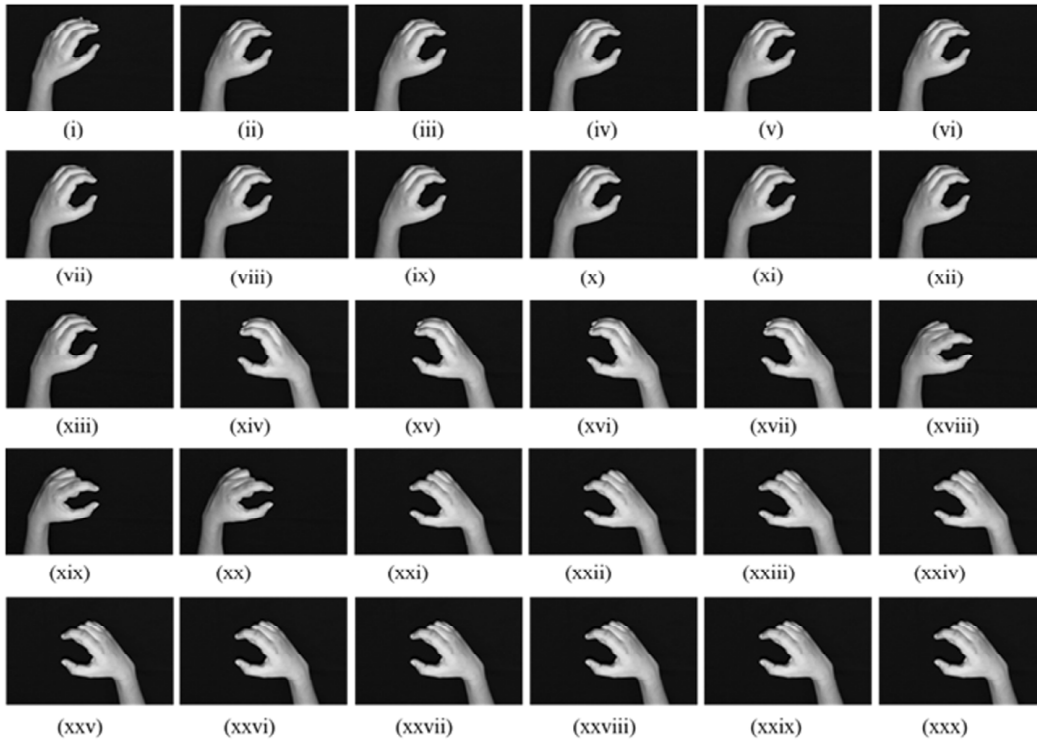 (i) (ii) (iii) (iv) (v) (vi)
(vii) (viii) (ix) (x) (xi) (xii)
(xiii) (xiv) (xv) (xvi) (xvii) (xviii)
(xix) (xx) (xxi) (xxii) (xxiii) (xxiv)
(xxv) (xxvi) (xxvii) (xxviii) (xxix) (xxx)